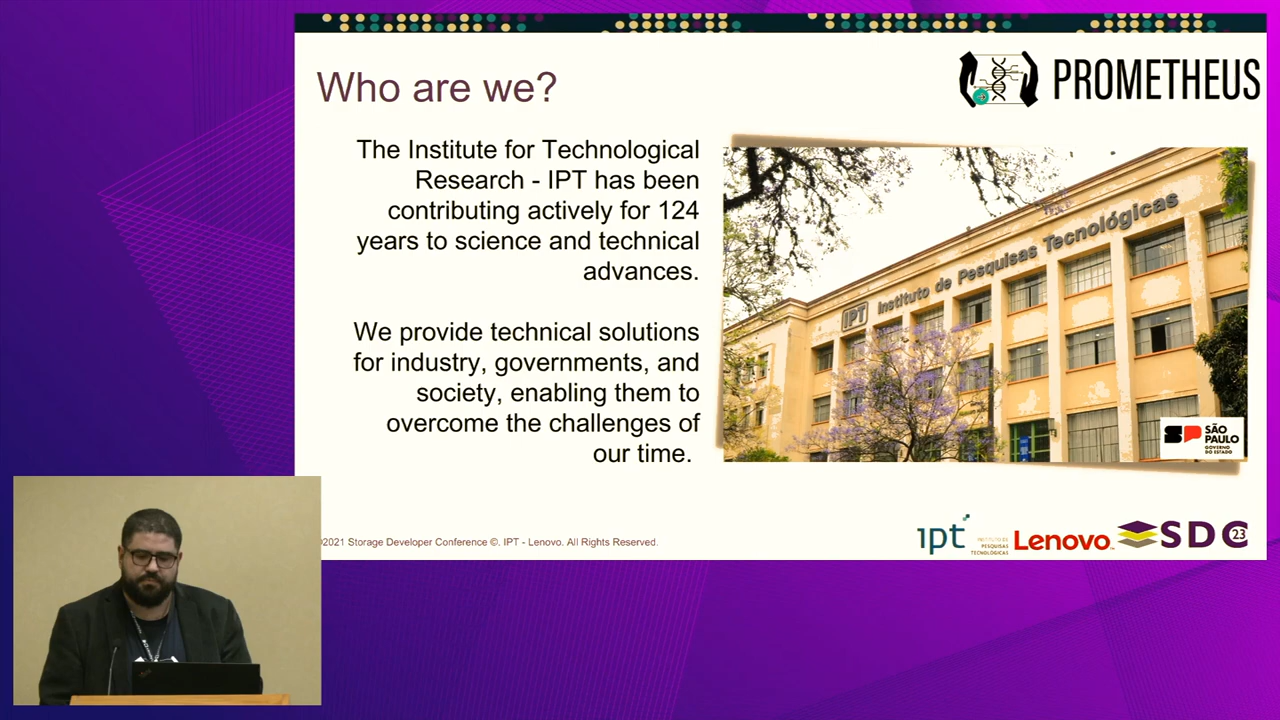 Who are we?
PROMETHEUS
The Institute for Technological
Research - IPT has been
contributing actively for 124
years to science and technical
advances.
We provide technical solutions
for industry, governments, and
society, enabling them to
overcome the challenges of
our time.
IPT Instituto de Pesquisas Tecnológicas
SP SÃO
PAULO
GOVERNO
DO ESTADO
2021 Storage Developer Conference ©. IPT - Lenovo. All Rights Reserved.
ipt
INSTITUTO DE
PESQUISAS
TECNOLÓGICAS
Lenovo
SDC 23